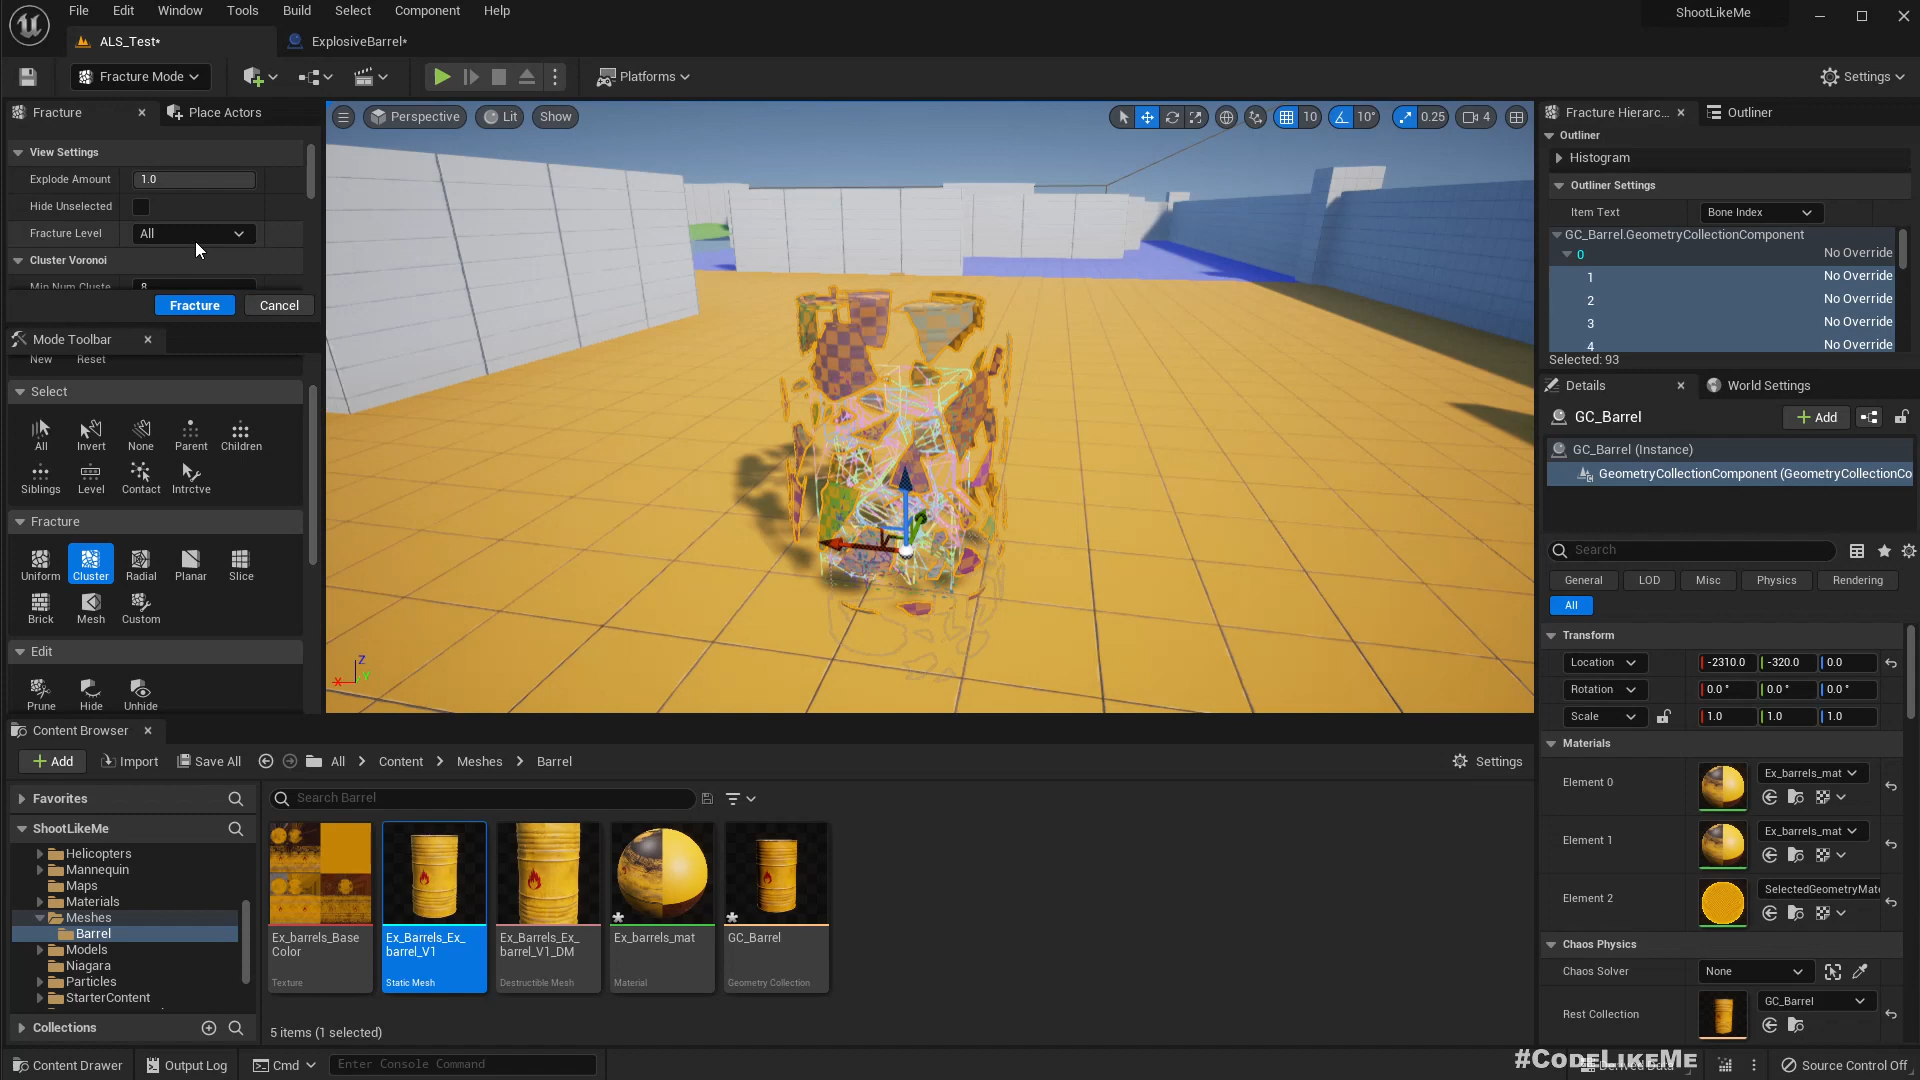 File Edit Window Tools Build Select Component Help
ShootLikeMe
ALS_Test*
ExplosiveBarrel*
Fracture Mode
Platforms
Settings
Fracture
Place Actors
View Settings
Explode Amount 1.0
Hide Unselected
Fracture Level All
Cluster Voronoi
Min Num Cluste 8
Fracture Cancel
Mode Toolbar
New Reset
Select
All Invert None Parent Children
Siblings Level Contact Intrctve
Fracture
Uniform Cluster Radial Planar Slice
Brick Mesh Custom
Edit
Prune Hide Unhide
Perspective Lit Show
10 10° 0.25 4
Z
X
Y
Fracture Hierarc... Outliner
Outliner
Histogram
Outliner Settings
Item Text Bone Index
GC_Barrel.GeometryCollectionComponent
0 No Override
1 No Override
2 No Override
3 No Override
4 No Override
Selected: 93
Details World Settings
GC_Barrel Add
GC_Barrel (Instance)
GeometryCollectionComponent (GeometryCollectionCo
Search
General LOD Misc Physics Rendering
All
Transform
Location -2310.0 -320.0 0.0
Rotation 0.0° 0.0° 0.0°
Scale 1.0 1.0 1.0
Materials
Element 0 Ex_barrels_mat
Element 1 Ex_barrels_mat
Element 2 SelectedGeometryMate
Chaos Physics
Chaos Solver None
Rest Collection GC_Barrel
Content Browser
Add Import Save All All Content Meshes Barrel Settings
Favorites
Search Barrel
ShootLikeMe
Helicopters
Mannequin
Maps
Materials
Meshes
Barrel
Models
Niagara
Particles
StarterContent
Collections
Ex_barrels_Base
Color
Texture
Ex_Barrels_Ex_
barrel_V1
Static Mesh
Ex_Barrels_Ex_
barrel_V1_DM
Destructible Mesh
Ex_barrels_mat
Material
GC_Barrel
Geometry Collection
5 items (1 selected)
Content Drawer Output Log Cmd Enter Console Command
#CodeLikeMe
Derived Data
Source Control Off